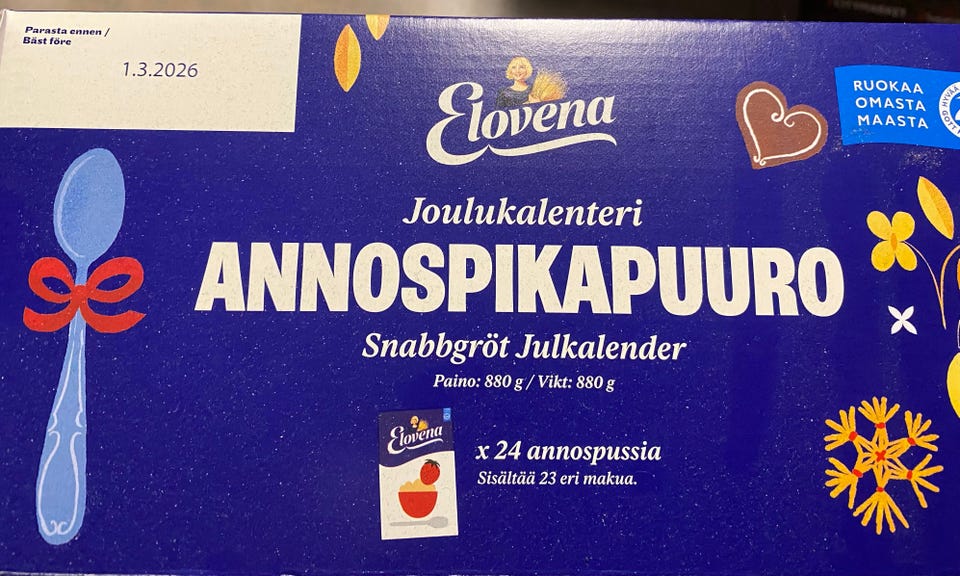 Parasta ennen /
Bäst före
1.3.2026
Elovena
RUOKAA
OMASTA
MAASTA
HYVÄÄ
Joulukalenteri
ANNOSPIKAPUURO
Snabbgröt Julkalender
Paino: 880 g / Vikt: 880 g
Elovena
x 24 annospussia
Sisältää 23 eri makua.